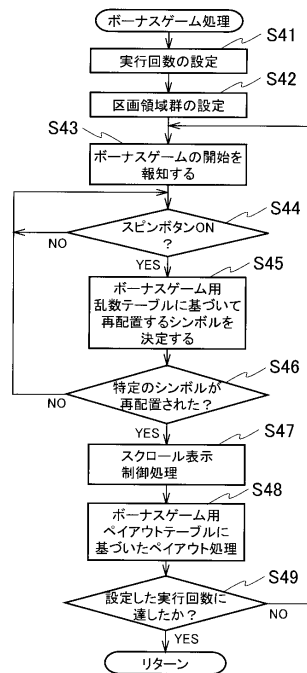 ボーナスゲーム処理
S41
実行回数の設定
S42
区画領域群の設定
S43
ボーナスゲームの開始を
報知する
S44
スピンボタンON
?
NO
YES
S45
ボーナスゲーム用
乱数テーブルに基づいて
再配置するシンボルを
決定する
S46
特定のシンボルが
再配置された?
NO
YES
S47
スクロール表示
制御処理
S48
ボーナスゲーム用
ペイアウトテーブルに
基づいたペイアウト処理
S49
設定した実行回数に
達したか?
NO
YES
リターン